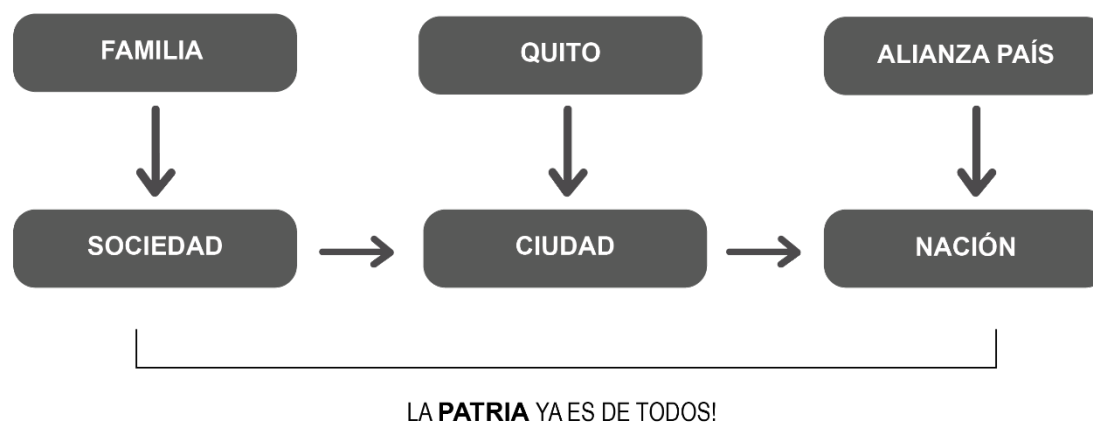 FAMILIA
QUITO
ALIANZA PAÍS
SOCIEDAD
CIUDAD
NACIÓN
LA PATRIA YA ES DE TODOS!